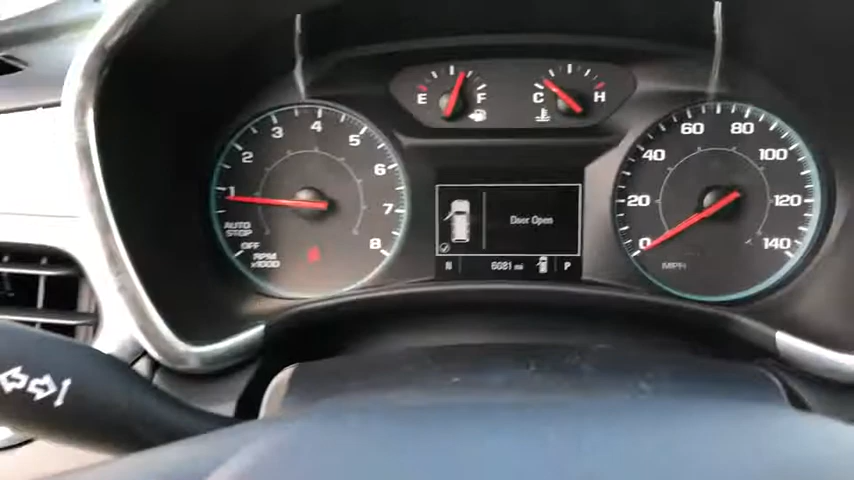 E F
C H
1 2 3 4 5 6 7 8
AUTO STOP
OFF
RPM
x1000
Door Open
N 6081 mi P
0 20 40 60 80 100 120 140
MPH